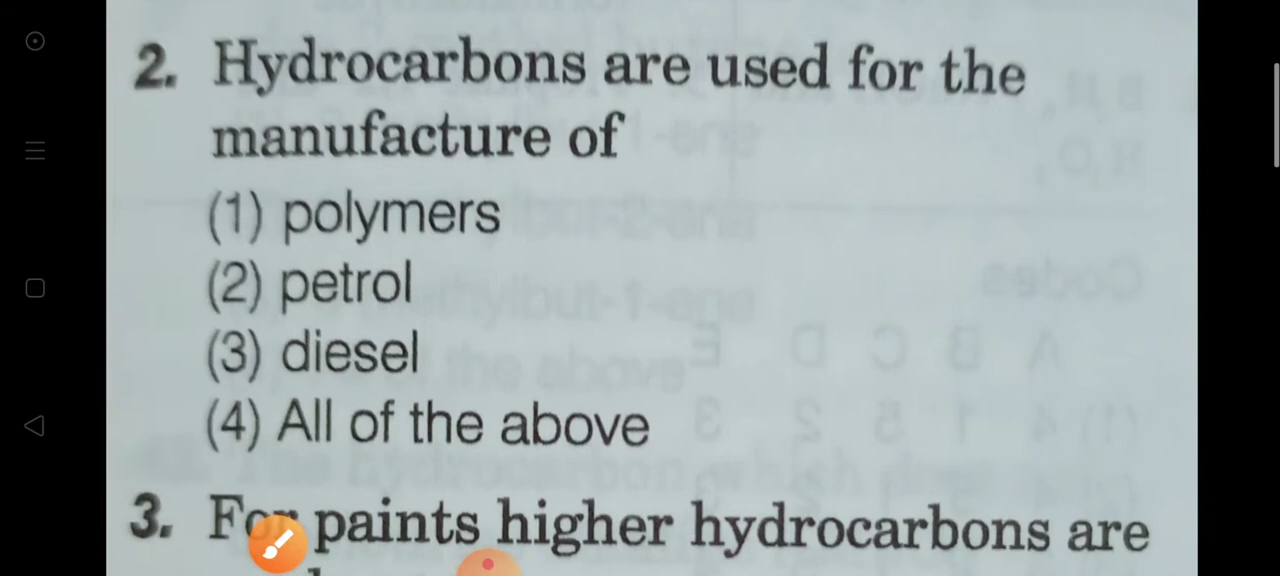 2. Hydrocarbons are used for the
manufacture of
(1) polymers
(2) petrol
(3) diesel
(4) All of the above
3. For paints higher hydrocarbons are